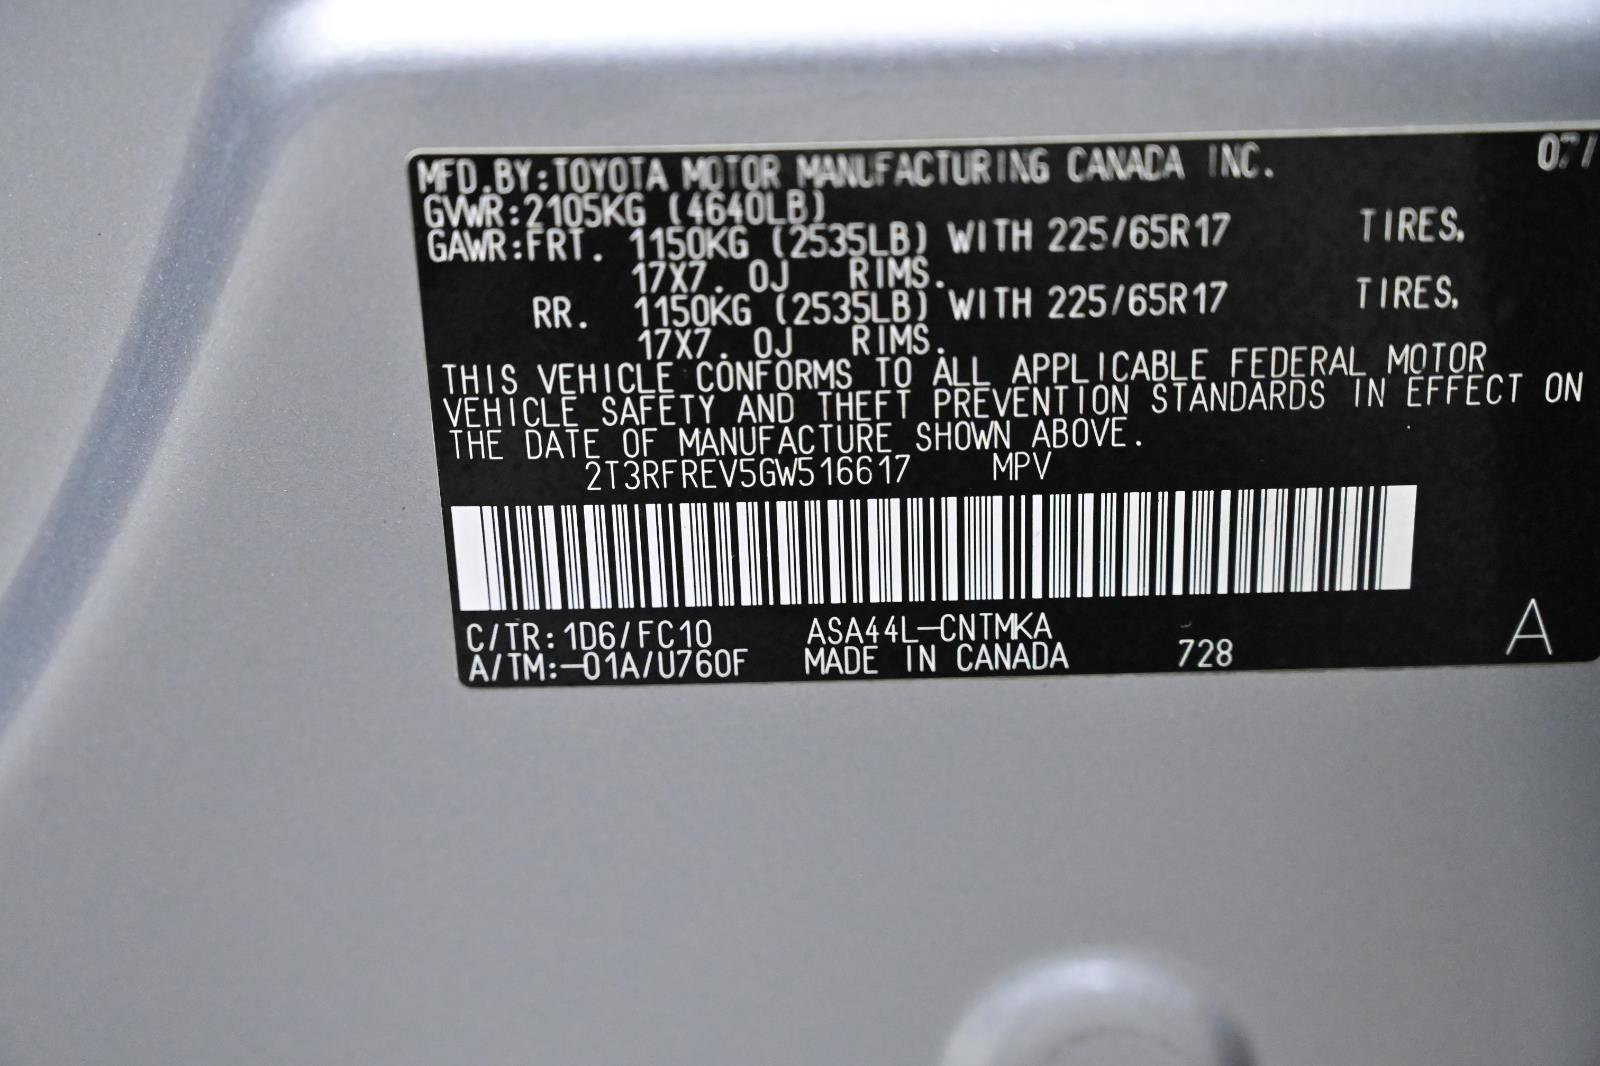 MFD.BY:TOYOTA MOTOR MANUFACTURING CANADA INC. 07/
GVWR:2105KG (4640LB)
GAWR:FRT. 1150KG (2535LB) WITH 225/65R17 TIRES,
17X7.0J RIMS.
RR. 1150KG (2535LB) WITH 225/65R17 TIRES,
17X7.0J RIMS.
THIS VEHICLE CONFORMS TO ALL APPLICABLE FEDERAL MOTOR
VEHICLE SAFETY AND THEFT PREVENTION STANDARDS IN EFFECT ON
THE DATE OF MANUFACTURE SHOWN ABOVE.
2T3RFREV5GW516617 MPV
C/TR:1D6/FC10 ASA44L-CNTMKA
A/TM:-01A/U760F MADE IN CANADA 728 A